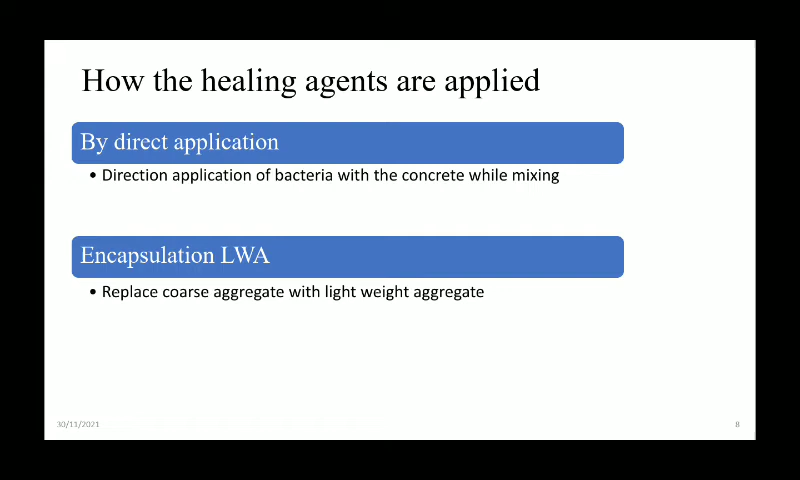 How the healing agents are applied
By direct application
• Direction application of bacteria with the concrete while mixing
Encapsulation LWA
• Replace coarse aggregate with light weight aggregate
30/11/2021
8